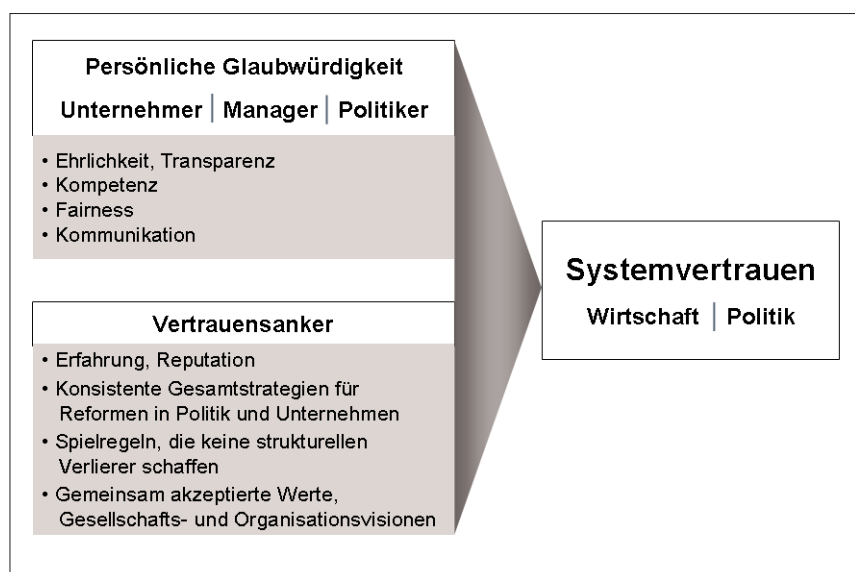 Persönliche Glaubwürdigkeit
Unternehmer | Manager | Politiker
• Ehrlichkeit, Transparenz
• Kompetenz
• Fairness
• Kommunikation
Vertrauensanker
• Erfahrung, Reputation
• Konsistente Gesamtstrategien für
Reformen in Politik und Unternehmen
• Spielregeln, die keine strukturellen
Verlierer schaffen
• Gemeinsam akzeptierte Werte,
Gesellschafts- und Organisationsvisionen
Systemvertrauen
Wirtschaft | Politik